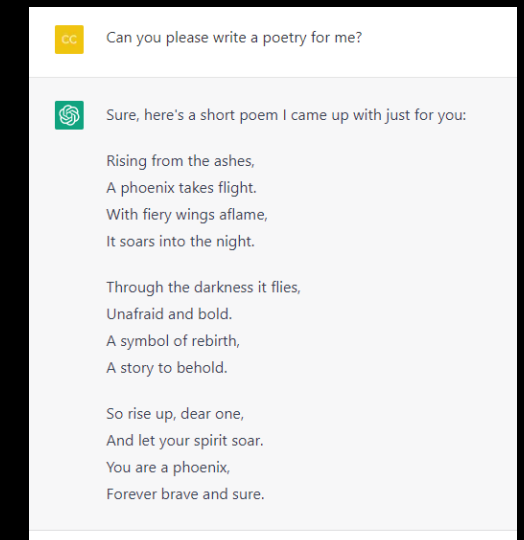 CC
Can you please write a poetry for me?
Sure, here's a short poem I came up with just for you:
Rising from the ashes,
A phoenix takes flight.
With fiery wings aflame,
It soars into the night.
Through the darkness it flies,
Unafraid and bold.
A symbol of rebirth,
A story to behold.
So rise up, dear one,
And let your spirit soar.
You are a phoenix,
Forever brave and sure.